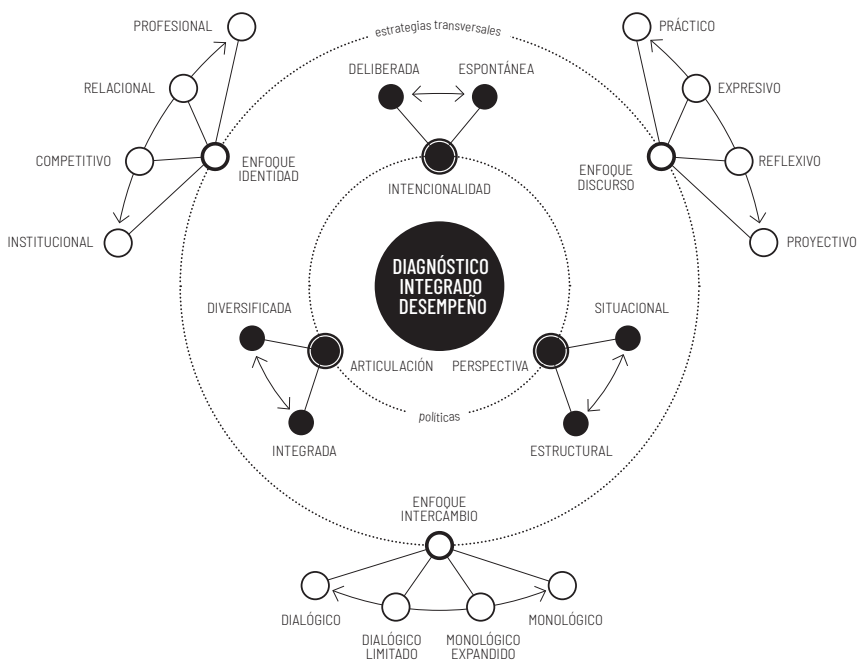 PROFESIONAL
RELACIONAL
COMPETITIVO
INSTITUCIONAL
ENFOQUE
IDENTIDAD
estrategias transversales
DELIBERADA
ESPONTÁNEA
INTENCIONALIDAD
PRÁCTICO
EXPRESIVO
REFLEXIVO
PROYECTIVO
ENFOQUE
DISCURSO
DIAGNÓSTICO
INTEGRADO
DESEMPEÑO
DIVERSIFICADA
ARTICULACIÓN
INTEGRADA
SITUACIONAL
PERSPECTIVA
ESTRUCTURAL
políticas
ENFOQUE
INTERCAMBIO
DIALÓGICO
DIALÓGICO
LIMITADO
MONOLÓGICO
EXPANDIDO
MONOLÓGICO